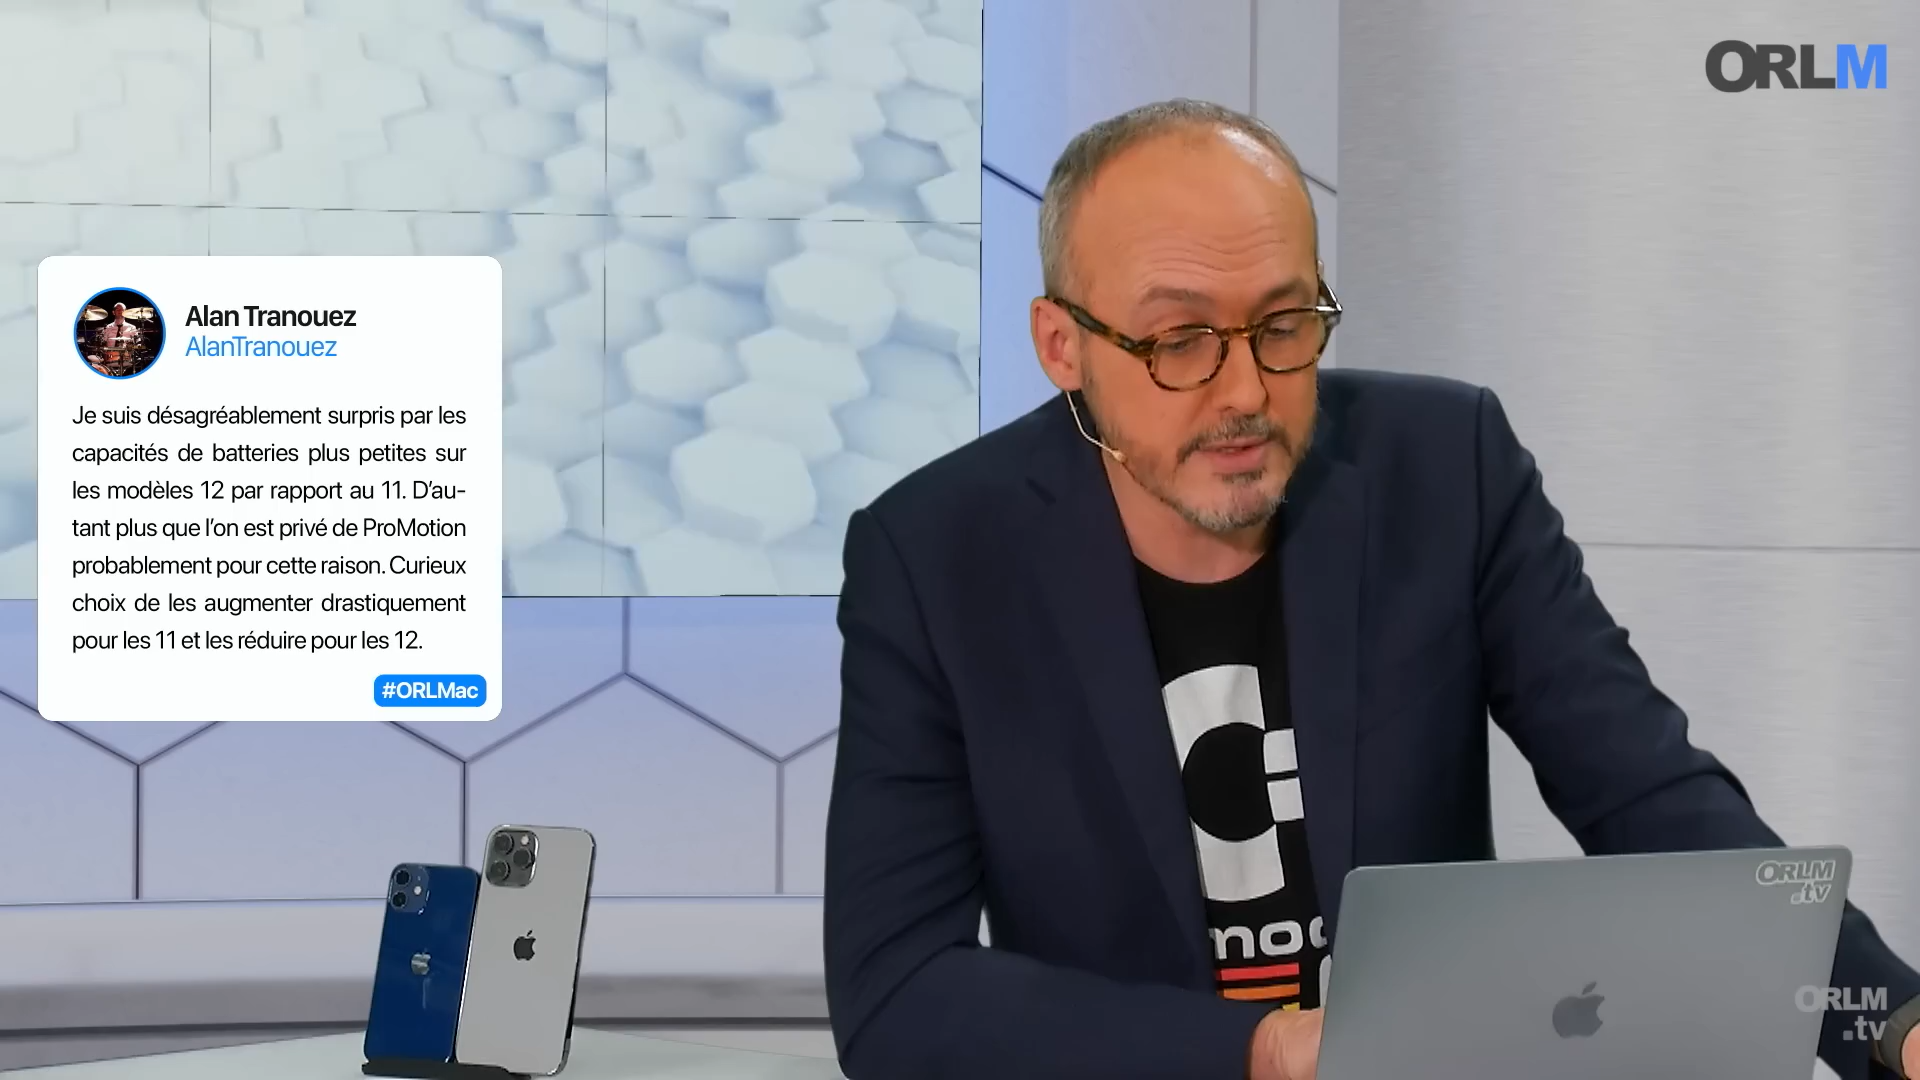 ORLM
Alan Tranouez
AlanTranouez
Je suis désagréablement surpris par les
capacités de batteries plus petites sur
les modèles 12 par rapport au 11. D'au-
tant plus que l'on est privé de ProMotion
probablement pour cette raison. Curieux
choix de les augmenter drastiquement
pour les 11 et les réduire pour les 12.
#ORLMac
ORLM
.tv
ORLM
.tv